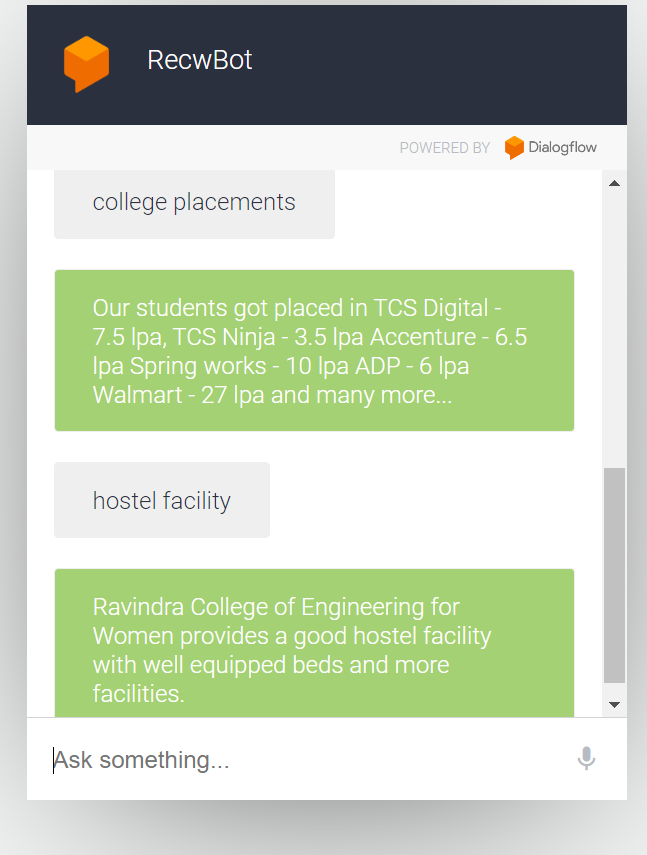 RecwBot
POWERED BY Dialogflow
college placements
Our students got placed in TCS Digital -
7.5 lpa, TCS Ninja - 3.5 lpa Accenture - 6.5
lpa Spring works - 10 lpa ADP - 6 lpa
Walmart - 27 lpa and many more...
hostel facility
Ravindra College of Engineering for
Women provides a good hostel facility
with well equipped beds and more
facilities.
Ask something...